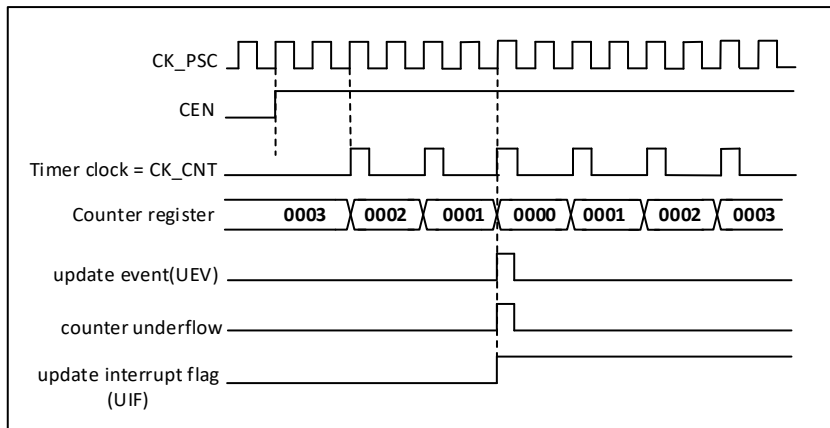 CK_PSC
CEN
Timer clock = CK_CNT
Counter register 0003 0002 0001 0000 0001 0002 0003
update event(UEV)
counter underflow
update interrupt flag
(UIF)